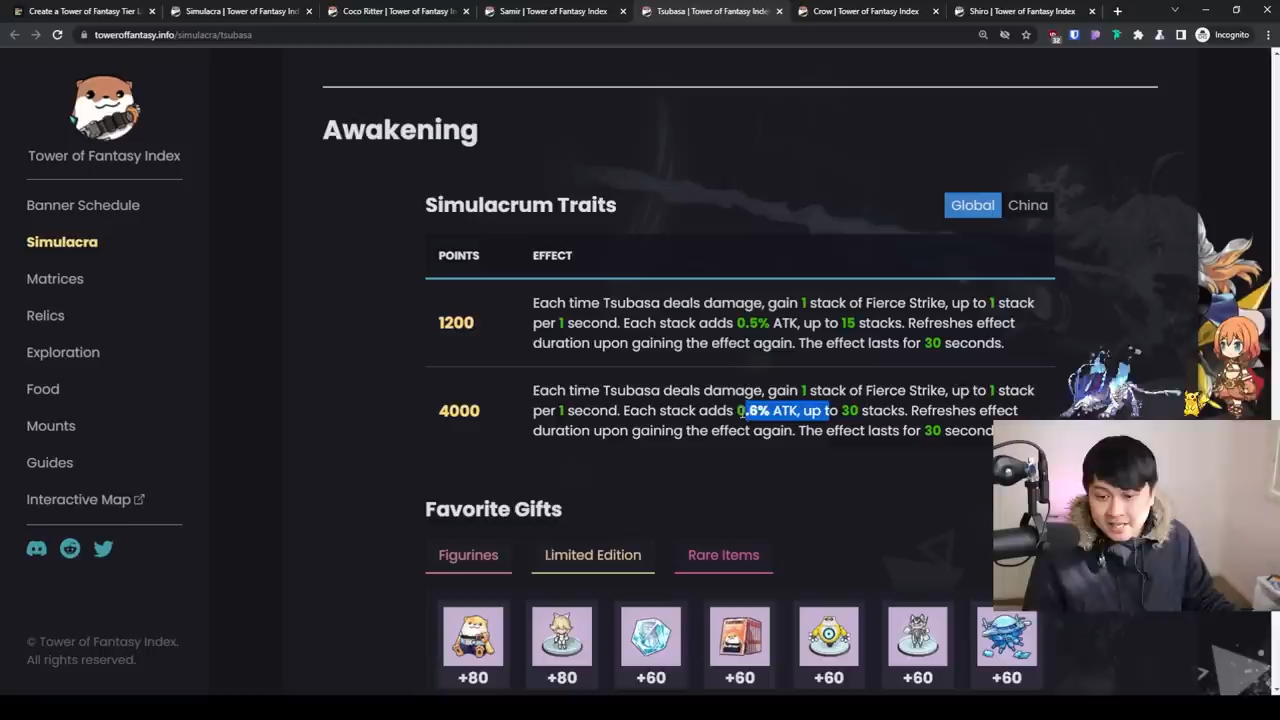 Create a Tower of Fantasy Tier L
Simulacra | Tower of Fantasy Ind
Coco Ritter | Tower of Fantasy I
Samir | Tower of Fantasy Index
Tsubasa | Tower of Fantasy Inde
Crow | Tower of Fantasy Index
Shiro | Tower of Fantasy Index
toweroffantasy.info/simulacra/tsubasa
32
Incognito
Tower of Fantasy Index
Banner Schedule
Simulacra
Matrices
Relics
Exploration
Food
Mounts
Guides
Interactive Map
© Tower of Fantasy Index.
All rights reserved.
Awakening
Simulacrum Traits
Global
China
POINTS
EFFECT
1200
Each time Tsubasa deals damage, gain 1 stack of Fierce Strike, up to 1 stack
per 1 second. Each stack adds 0.5% ATK, up to 15 stacks. Refreshes effect
duration upon gaining the effect again. The effect lasts for 30 seconds.
4000
Each time Tsubasa deals damage, gain 1 stack of Fierce Strike, up to 1 stack
per 1 second. Each stack adds 0.6% ATK, up to 30 stacks. Refreshes effect
duration upon gaining the effect again. The effect lasts for 30 second
Favorite Gifts
Figurines
Limited Edition
Rare Items
+80
+80
+60
+60
+60
+60
+60